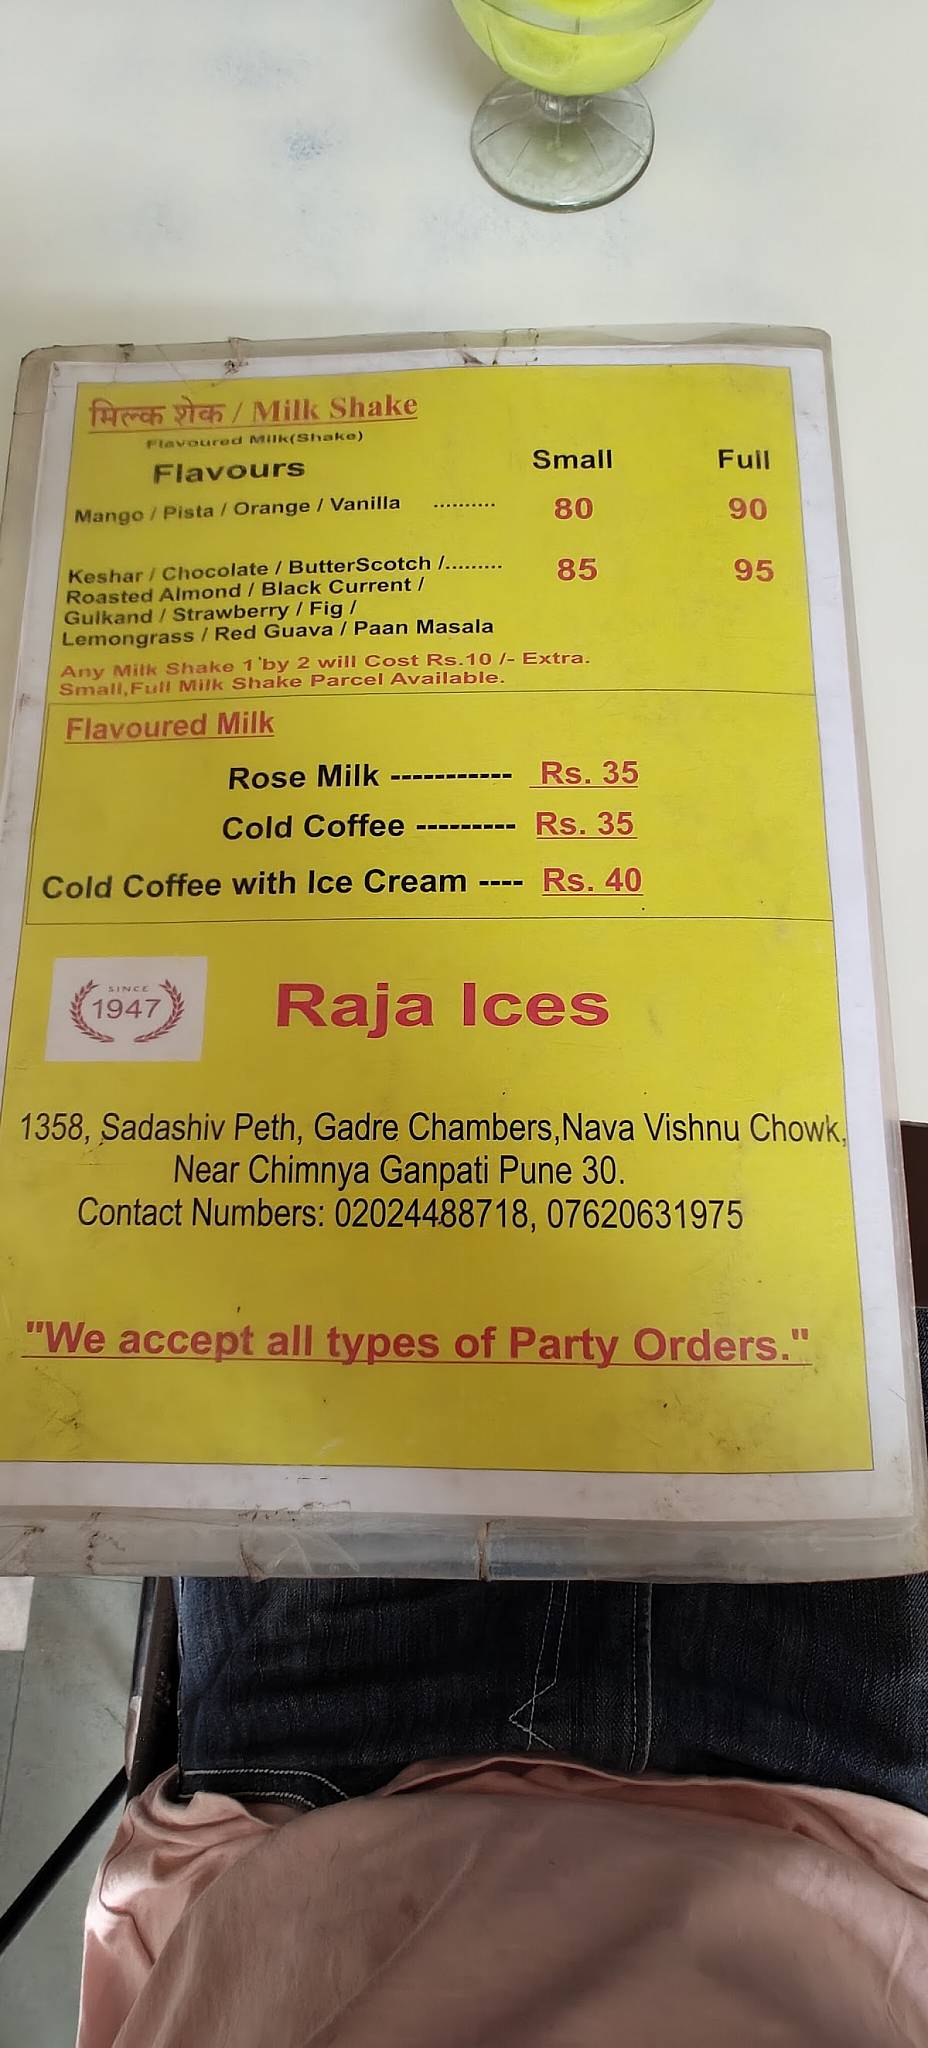 मिल्क शेक / Milk Shake
Flavoured Milk(Shake)
Flavours Small Full
Mango / Pista / Orange / Vanilla .......... 80 90
Keshar / Chocolate / ButterScotch /......... 85 95
Roasted Almond / Black Current /
Gulkand / Strawberry / Fig /
Lemongrass / Red Guava / Paan Masala
Any Milk Shake 1 by 2 will Cost Rs.10 /- Extra.
Small,Full Milk Shake Parcel Available.
Flavoured Milk
Rose Milk ----------- Rs. 35
Cold Coffee --------- Rs. 35
Cold Coffee with Ice Cream ---- Rs. 40
SINCE
1947
Raja Ices
1358, Sadashiv Peth, Gadre Chambers,Nava Vishnu Chowk,
Near Chimnya Ganpati Pune 30.
Contact Numbers: 02024488718, 07620631975
"We accept all types of Party Orders."